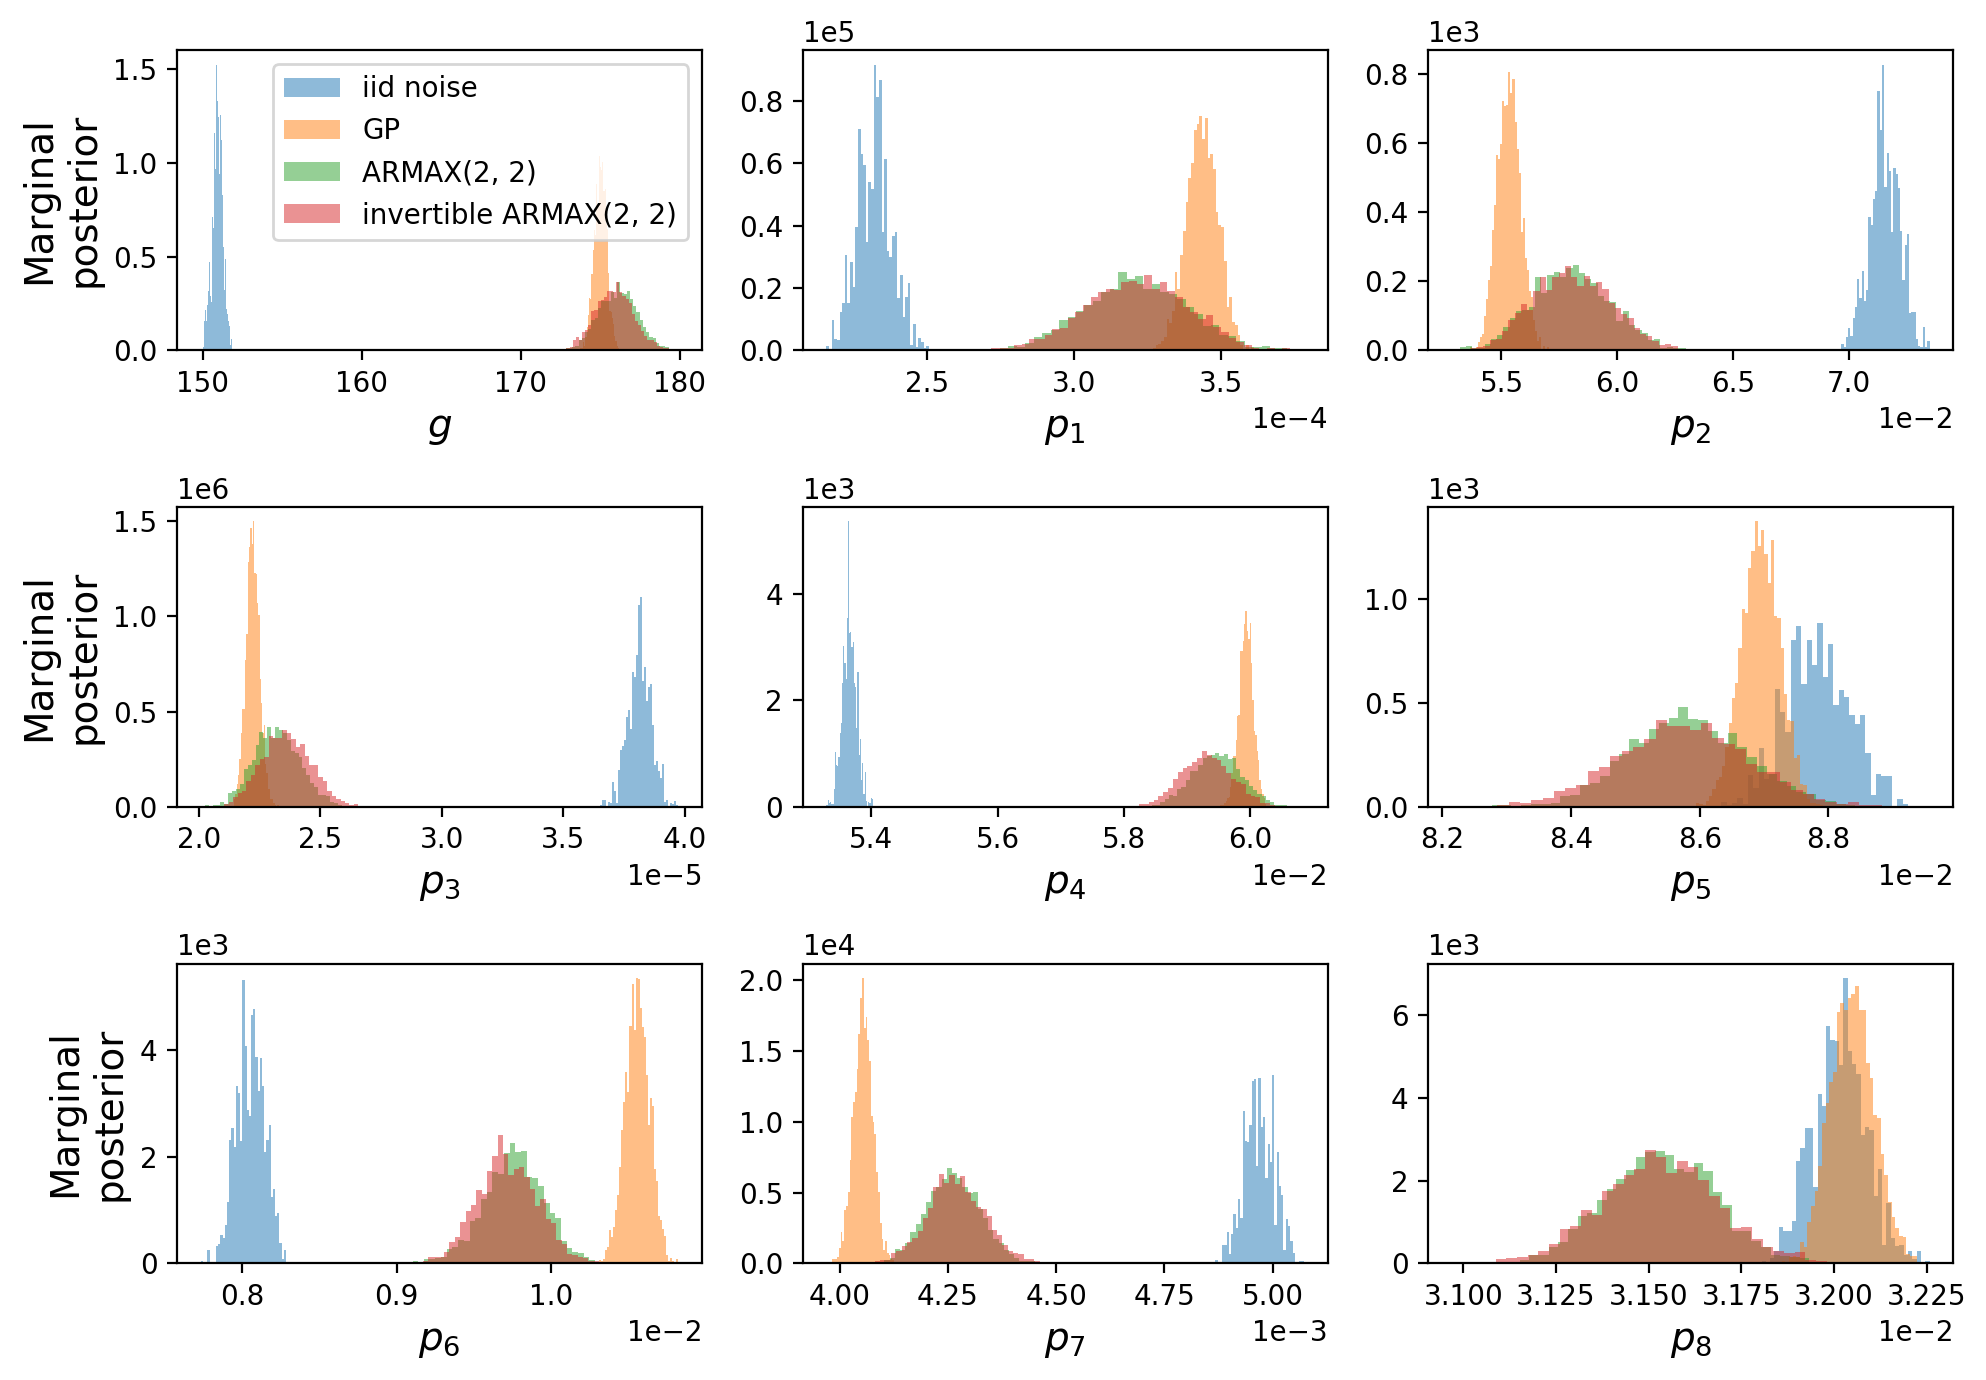 1e5
1e3
Marginal
posterior
1.5
1.0
0.5
0.0
iid noise
GP
ARMAX(2, 2)
invertible ARMAX(2, 2)
0.8
0.6
0.4
0.2
0.0
0.8
0.6
0.4
0.2
0.0
150 160 170 180
2.5 3.0 3.5
5.5 6.0 6.5 7.0
1e−4
1e−2
g
p1
p2
1e6
1e3
1e3
Marginal
posterior
1.5
1.0
0.5
0.0
4
2
0
1.0
0.5
0.0
2.0 2.5 3.0 3.5 4.0
5.4 5.6 5.8 6.0
8.2 8.4 8.6 8.8
1e−5
1e−2
1e−2
p3
p4
p5
1e3
1e4
1e3
Marginal
posterior
4
2
0
2.0
1.5
1.0
0.5
0.0
6
4
2
0
0.8 0.9 1.0
4.00 4.25 4.50 4.75 5.00
3.100 3.125 3.150 3.175 3.200 3.225
1e−2
1e−3
1e−2
p6
p7
p8